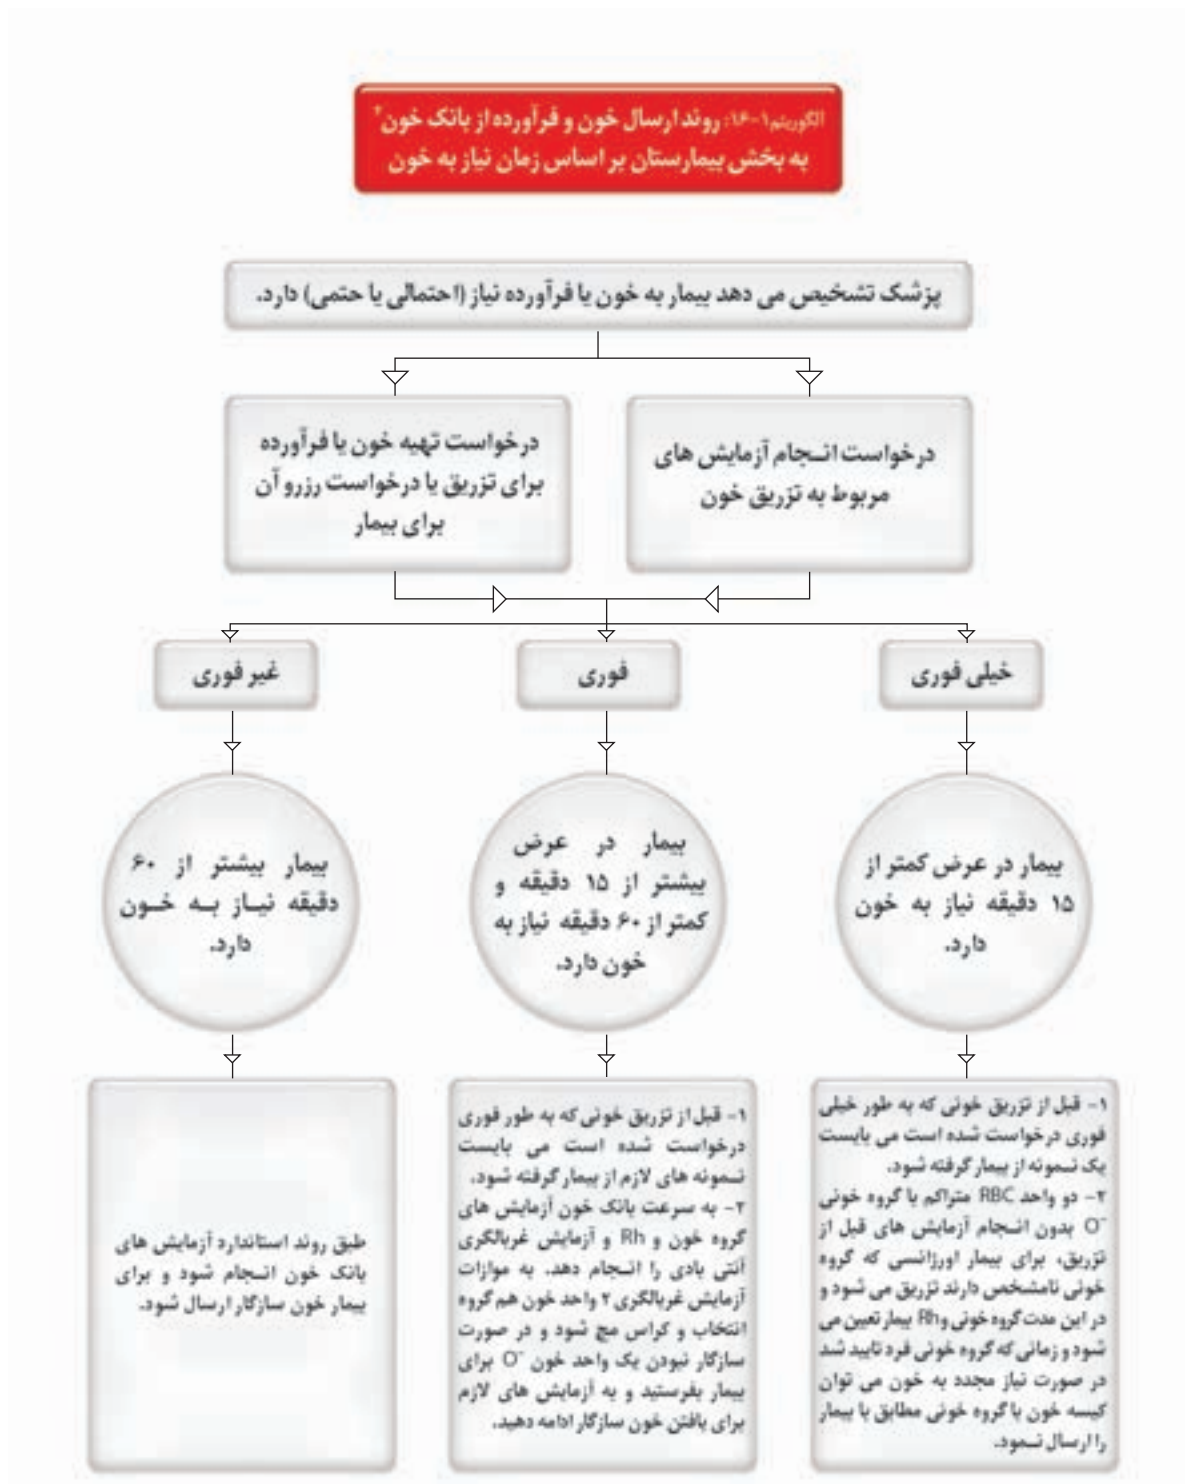 الگوریتم۱-۱۶: روند ارسال خون و فرآورده از بانک خون*
به بخش بیمارستان بر اساس زمان نیاز به خون
پزشک تشخیص می دهد بیمار به خون یا فرآورده نیاز (احتمالی یا حتمی) دارد.
درخواست انـجام آزمایش های
مربوط به تزریق خون
درخواست تهیه خون یا فرآورده
برای تزریق یا درخواست رزرو آن
برای بیمار
خیلی فوری
فوری
غیر فوری
بیمار در عرض کمتر از
۱۵ دقیقه نیاز به خون
دارد.
بیمار در عرض
بیشتر از ۱۵ دقیقه و
کمتر از ۶۰ دقیقه نیاز به
خون دارد.
بیمار بیشتر از ۶۰
دقیقه نیـاز بـه خـون
دارد.
۱- قبل از تزریق خونی که به طور خیلی
فوری درخواست شده است می بایست
یک نـمونه از بیمار گرفته شود.
۲- دو واحد RBC متراکم با گروه خونی
O⁻ بدون انـجام آزمایش های قبل از
تزریق، برای بیمار اورژانسی که گروه
خونی نامشخص دارند تزریق می شود و
در این مدت گروه خونی و Rh بیمار تعیین می
شود و زمانی که گروه خونی فرد تایید شد
در صورت نیاز مجدد به خون می توان
کیسه خون با گروه خونی مطابق با بیمار
را ارسال نـمود.
۱- قبل از تزریق خونی که به طور فوری
درخواست شده است می بایست
نـمونه های لازم از بیمار گرفته شود.
۲- به سرعت بانک خون آزمایش های
گروه خون و Rh و آزمایش غربالگری
آنتی بادی را انـجام دهد. به موازات
آزمایش غربالگری ۲ واحد خون هم گروه
انتخاب و کراس مچ شود و در صورت
سازگار نبودن یک واحد خون O⁻ برای
بیمار بفرستید و به آزمایش های لازم
برای یافتن خون سازگار ادامه دهید.
طبق روند استاندارد آزمایش های
بانک خون انـجام شود و برای
بیمار خون سازگار ارسال شود.